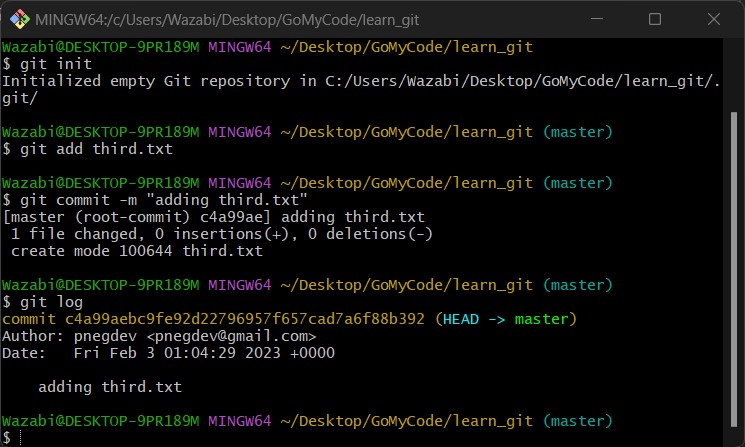 MINGW64:/c/Users/Wazabi/Desktop/GoMyCode/learn_git
Wazabi@DESKTOP-9PR189M MINGW64 ~/Desktop/GoMyCode/learn_git
$ git init
Initialized empty Git repository in C:/Users/Wazabi/Desktop/GoMyCode/learn_git/.
git/
Wazabi@DESKTOP-9PR189M MINGW64 ~/Desktop/GoMyCode/learn_git (master)
$ git add third.txt
Wazabi@DESKTOP-9PR189M MINGW64 ~/Desktop/GoMyCode/learn_git (master)
$ git commit -m "adding third.txt"
[master (root-commit) c4a99ae] adding third.txt
 1 file changed, 0 insertions(+), 0 deletions(-)
 create mode 100644 third.txt
Wazabi@DESKTOP-9PR189M MINGW64 ~/Desktop/GoMyCode/learn_git (master)
$ git log
commit c4a99aebc9fe92d22796957f657cad7a6f88b392 (HEAD -> master)
Author: pnegdev <pnegdev@gmail.com>
Date:   Fri Feb 3 01:04:29 2023 +0000
    adding third.txt
Wazabi@DESKTOP-9PR189M MINGW64 ~/Desktop/GoMyCode/learn_git (master)
$